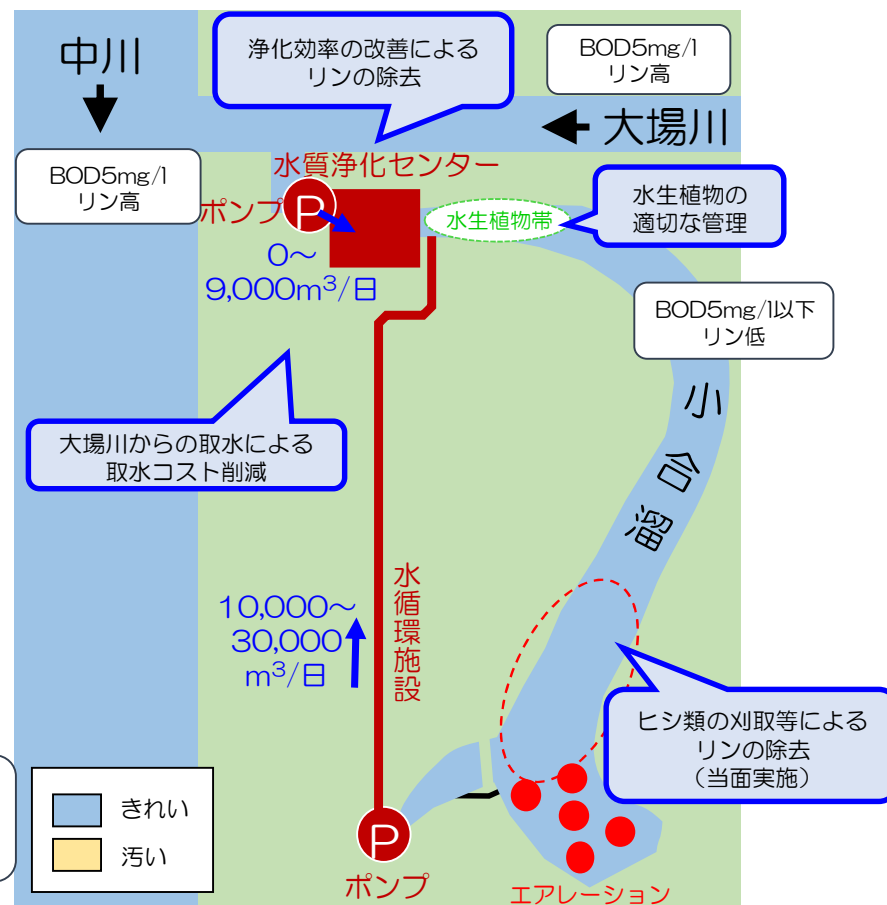 中川
浄化効率の改善による
リンの除去
BOD5mg/l
リン高
大場川
BOD5mg/l
リン高
水質浄化センター
ポンプ
P
水生植物帯
水生植物の
適切な管理
0~
9,000m³/日
BOD5mg/l以下
リン低
小合溜
大場川からの取水による
取水コスト削減
水循環施設
10,000~
30,000
m³/日
ヒシ類の刈取等による
リンの除去
(当面実施)
きれい
汚い
P
ポンプ
エアレーション